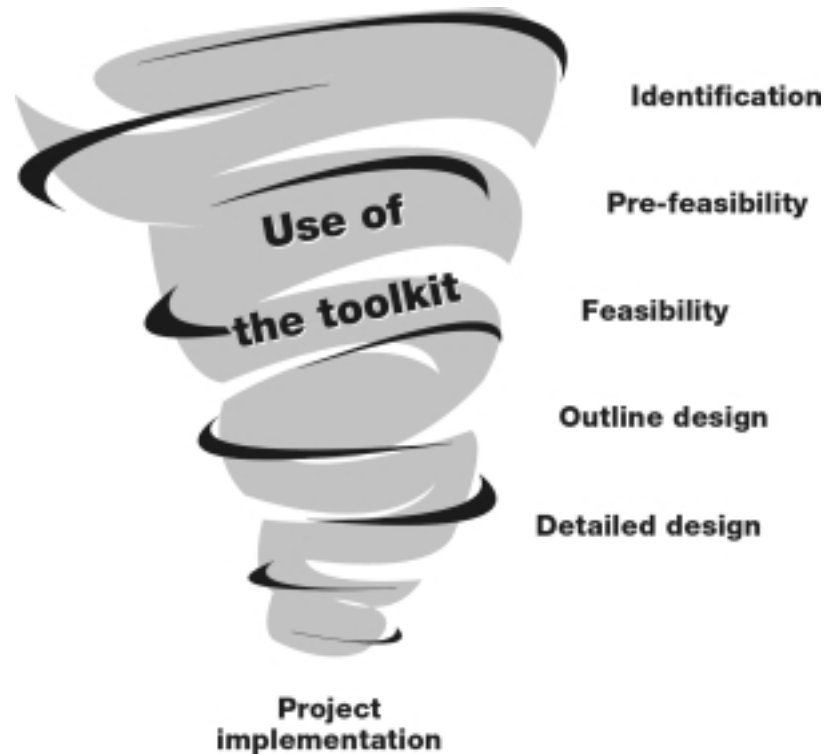 Identification
Pre-feasibility
Use of
the toolkit
Feasibility
Outline design
Detailed design
Project
implementation